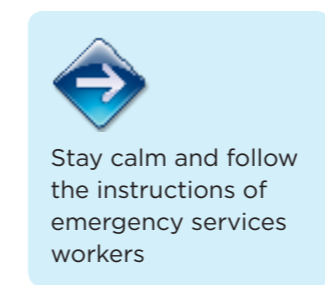 Stay calm and follow
the instructions of
emergency services
workers